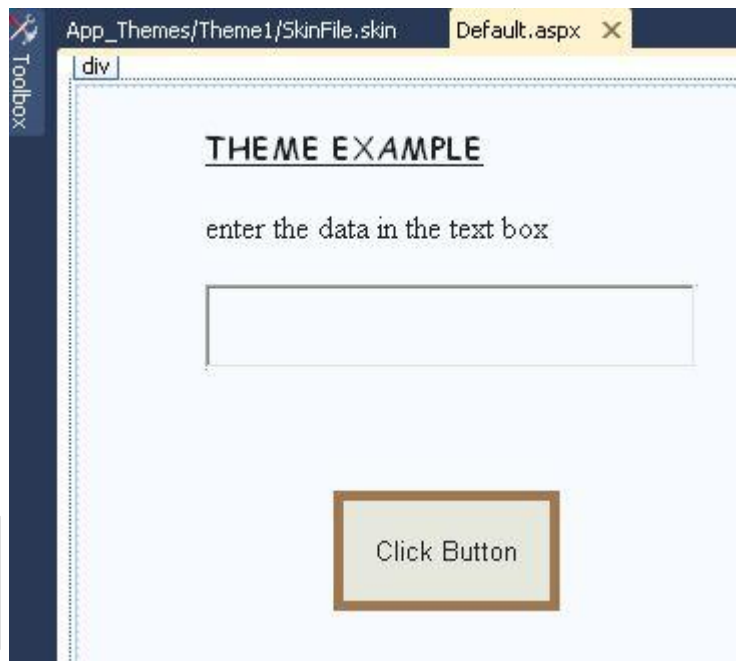 App_Themes/Theme1/SkinFile.skin Default.aspx
Toolbox
div
THEME EXAMPLE
enter the data in the text box
Click Button